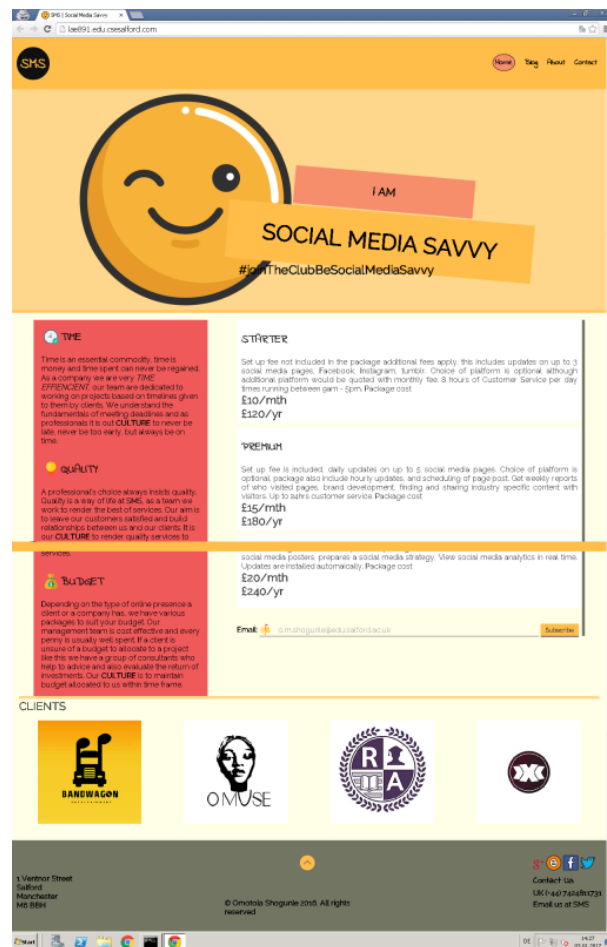 SMS | Social Media Savvy
lae891.edu.csesalford.com
SMS
Home Blog About Contact
I AM
SOCIAL MEDIA SAVVY
#joinTheClubBeSocialMediaSavvy
TIME
Time is an essential commodity, time is
money and time spent can never be regained.
As a company we are very TIME
EFFIENCIENT, our team are dedicated to
working on projects based on timelines given
to them by clients. We understand the
fundamentals of meeting deadlines and as
professionals it is out CULTURE to never be
late, never be too early, but always be on
time.
QUALITY
A professional's choice always insists quality.
Quality is a way of life at SMS, as a team we
work to render the best of services. Our aim is
to leave our customers satisfied and build
relationships between us and our clients. It is
our CULTURE to render quality services to
services.
BUDGET
Depending on the type of online presence a
client or a company has, we have various
packages to suit your budget. Our
management team is cost effective and every
penny is usually well spent. If a client is
unsure of a budget to allocate to a project
like this we have a group of consultants who
help to advice and also evaluate the return of
investments. Our CULTURE is to maintain
budget allocated to us within time frame.
STARTER
Set up fee not included in the package additional fees apply, this includes updates on up to 3
social media pages, Facebook, Instagram, tumblr. Choice of platform is optional although
additional platform would be quoted with monthly fee. 8 hours of Customer Service per day
times running between 9am - 5pm. Package cost
£10/mth
£120/yr
PREMIUM
Set up fee is included, daily updates on up to 5 social media pages. Choice of platform is
optional, package also include hourly updates, and scheduling of page post. Get weekly reports
of who visited pages, brand development, finding and sharing industry specific content with
visitors. Up to 24hrs customer service. Package cost
£15/mth
£180/yr
social media posters, prepares a social media strategy. View social media analytics in real time.
Updates are installed automaically. Package cost
£20/mth
£240/yr
Email: o.m.shogunle@edu.salford.ac.uk Subscribe
CLIENTS
BANDWAGON
ENTERTAINMENT
O MUSE
R A
1 Ventnor Street
Salford
Manchester
M6 8BH
© Omotola Shogunle 2016. All rights
reserved
g+
Contact Us
UK (+44) 7424811731
Email us at SMS
Start
DE
14:27